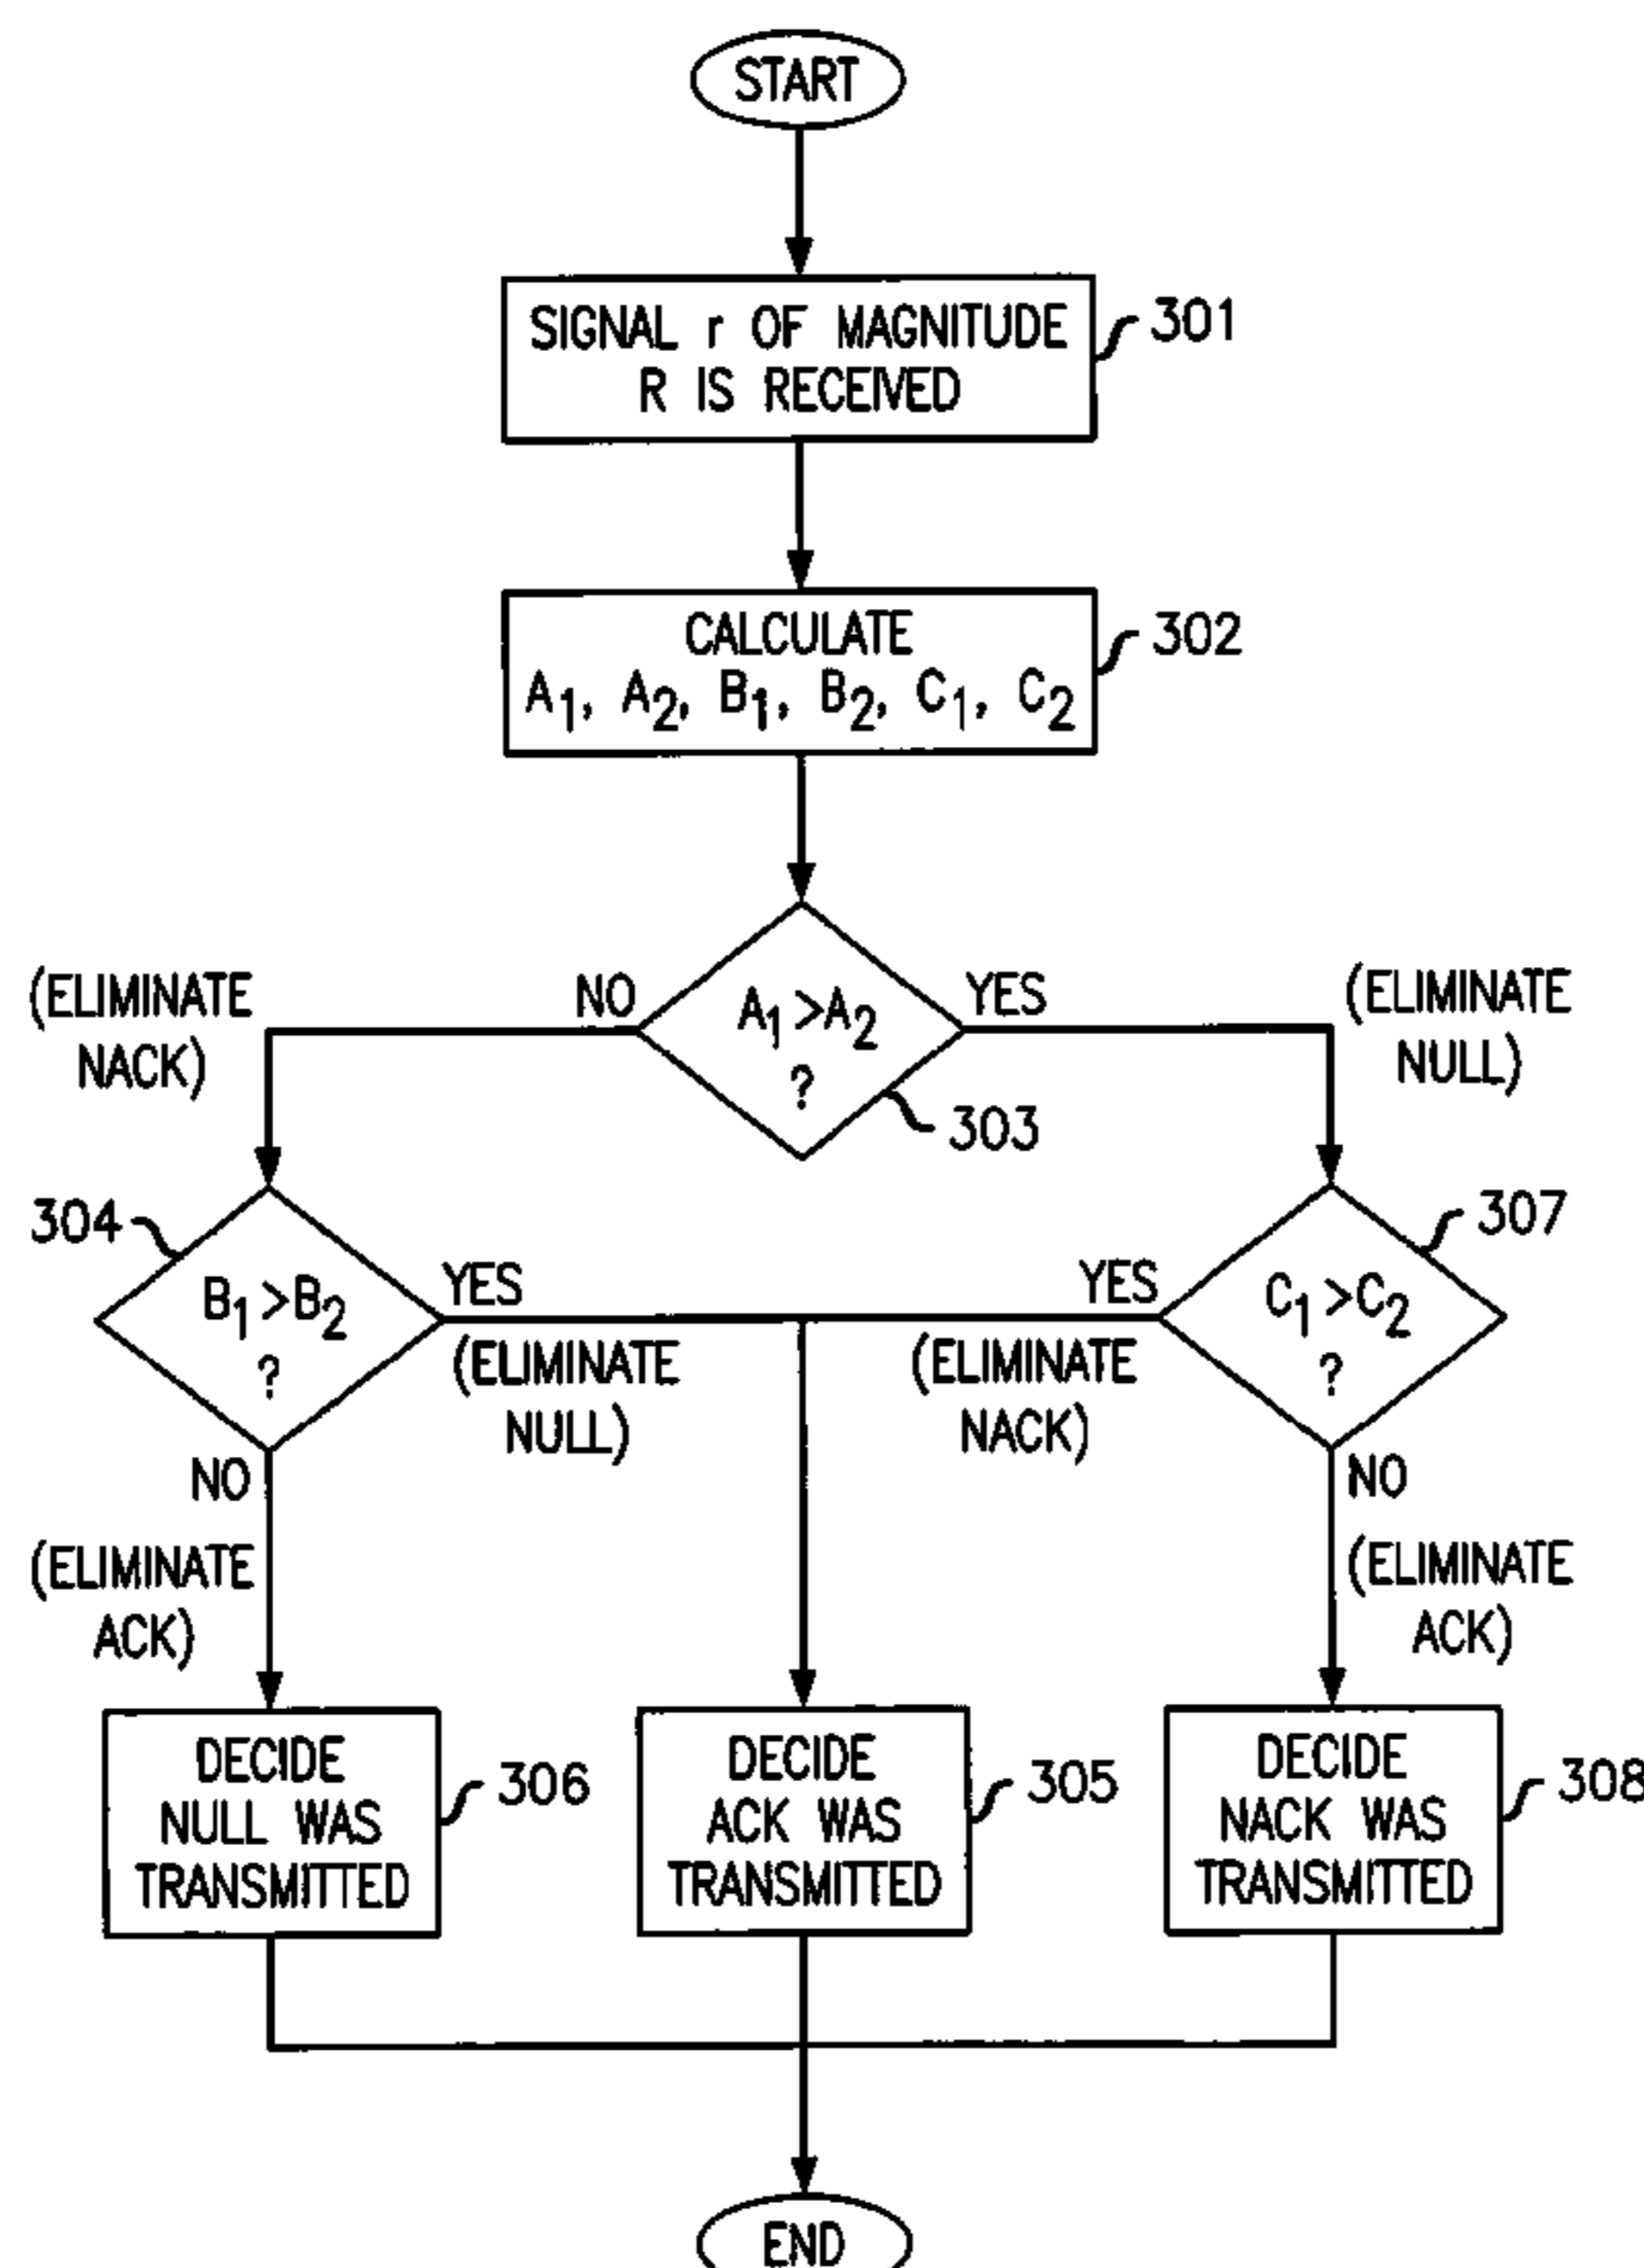 START
SIGNAL r OF MAGNITUDE
R IS RECEIVED
301
CALCULATE
A1, A2, B1, B2, C1, C2
302
(ELIMINATE
NACK)
NO
A1>A2
?
YES
(ELIMINATE
NULL)
303
304
B1>B2
?
YES
(ELIMINATE
NULL)
YES
(ELIMINATE
NACK)
307
C1>C2
?
NO
(ELIMINATE
ACK)
NO
(ELIMINATE
ACK)
DECIDE
NULL WAS
TRANSMITTED
306
DECIDE
ACK WAS
TRANSMITTED
305
DECIDE
NACK WAS
TRANSMITTED
308
END